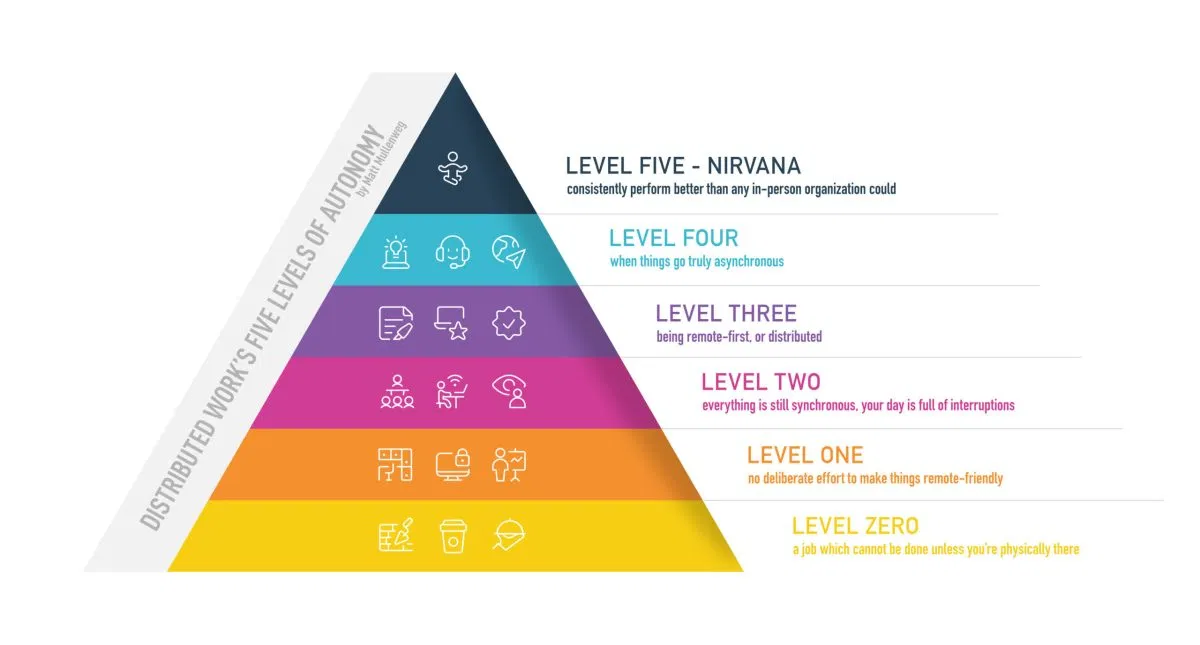 DISTRIBUTED WORK'S FIVE LEVELS OF AUTONOMY
by Matt Mullenweg
LEVEL FIVE - NIRVANA
consistently perform better than any in-person organization could
LEVEL FOUR
when things go truly asynchronous
LEVEL THREE
being remote-first, or distributed
LEVEL TWO
everything is still synchronous, your day is full of interruptions
LEVEL ONE
no deliberate effort to make things remote-friendly
LEVEL ZERO
a job which cannot be done unless you're physically there